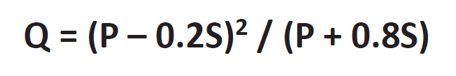 Q = (P – 0.2S)² / (P + 0.8S)